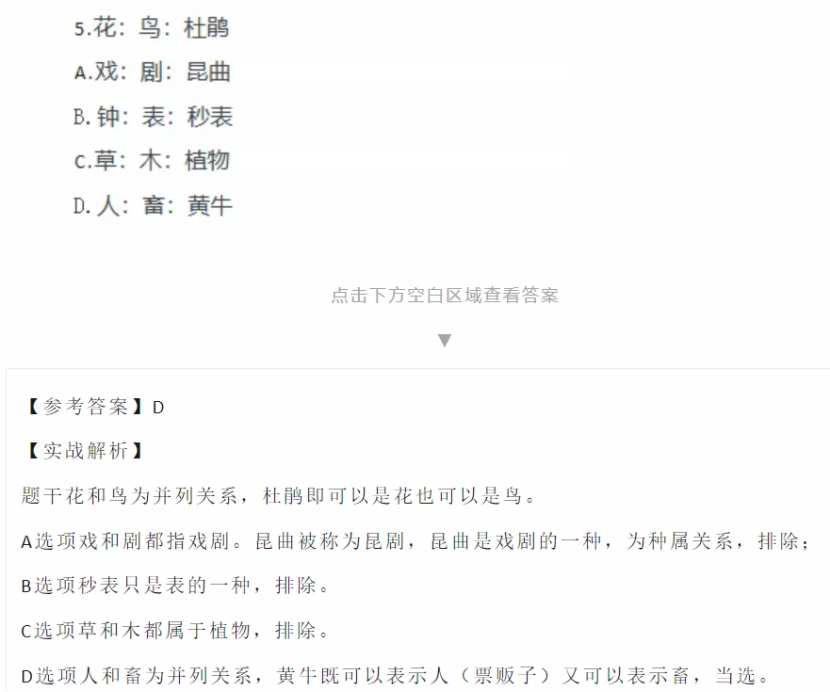 5.花：鸟：杜鹃
A.戏：剧：昆曲
B.钟：表：秒表
C.草：木：植物
D.人：畜：黄牛
点击下方空白区域查看答案
▼
【参考答案】D
【实战解析】
题干花和鸟为并列关系，杜鹃即可以是花也可以是鸟。
A选项戏和剧都指戏剧。昆曲被称为昆剧，昆曲是戏剧的一种，为种属关系，排除；
B选项秒表只是表的一种，排除。
C选项草和木都属于植物，排除。
D选项人和畜为并列关系，黄牛既可以表示人（票贩子）又可以表示畜，当选。